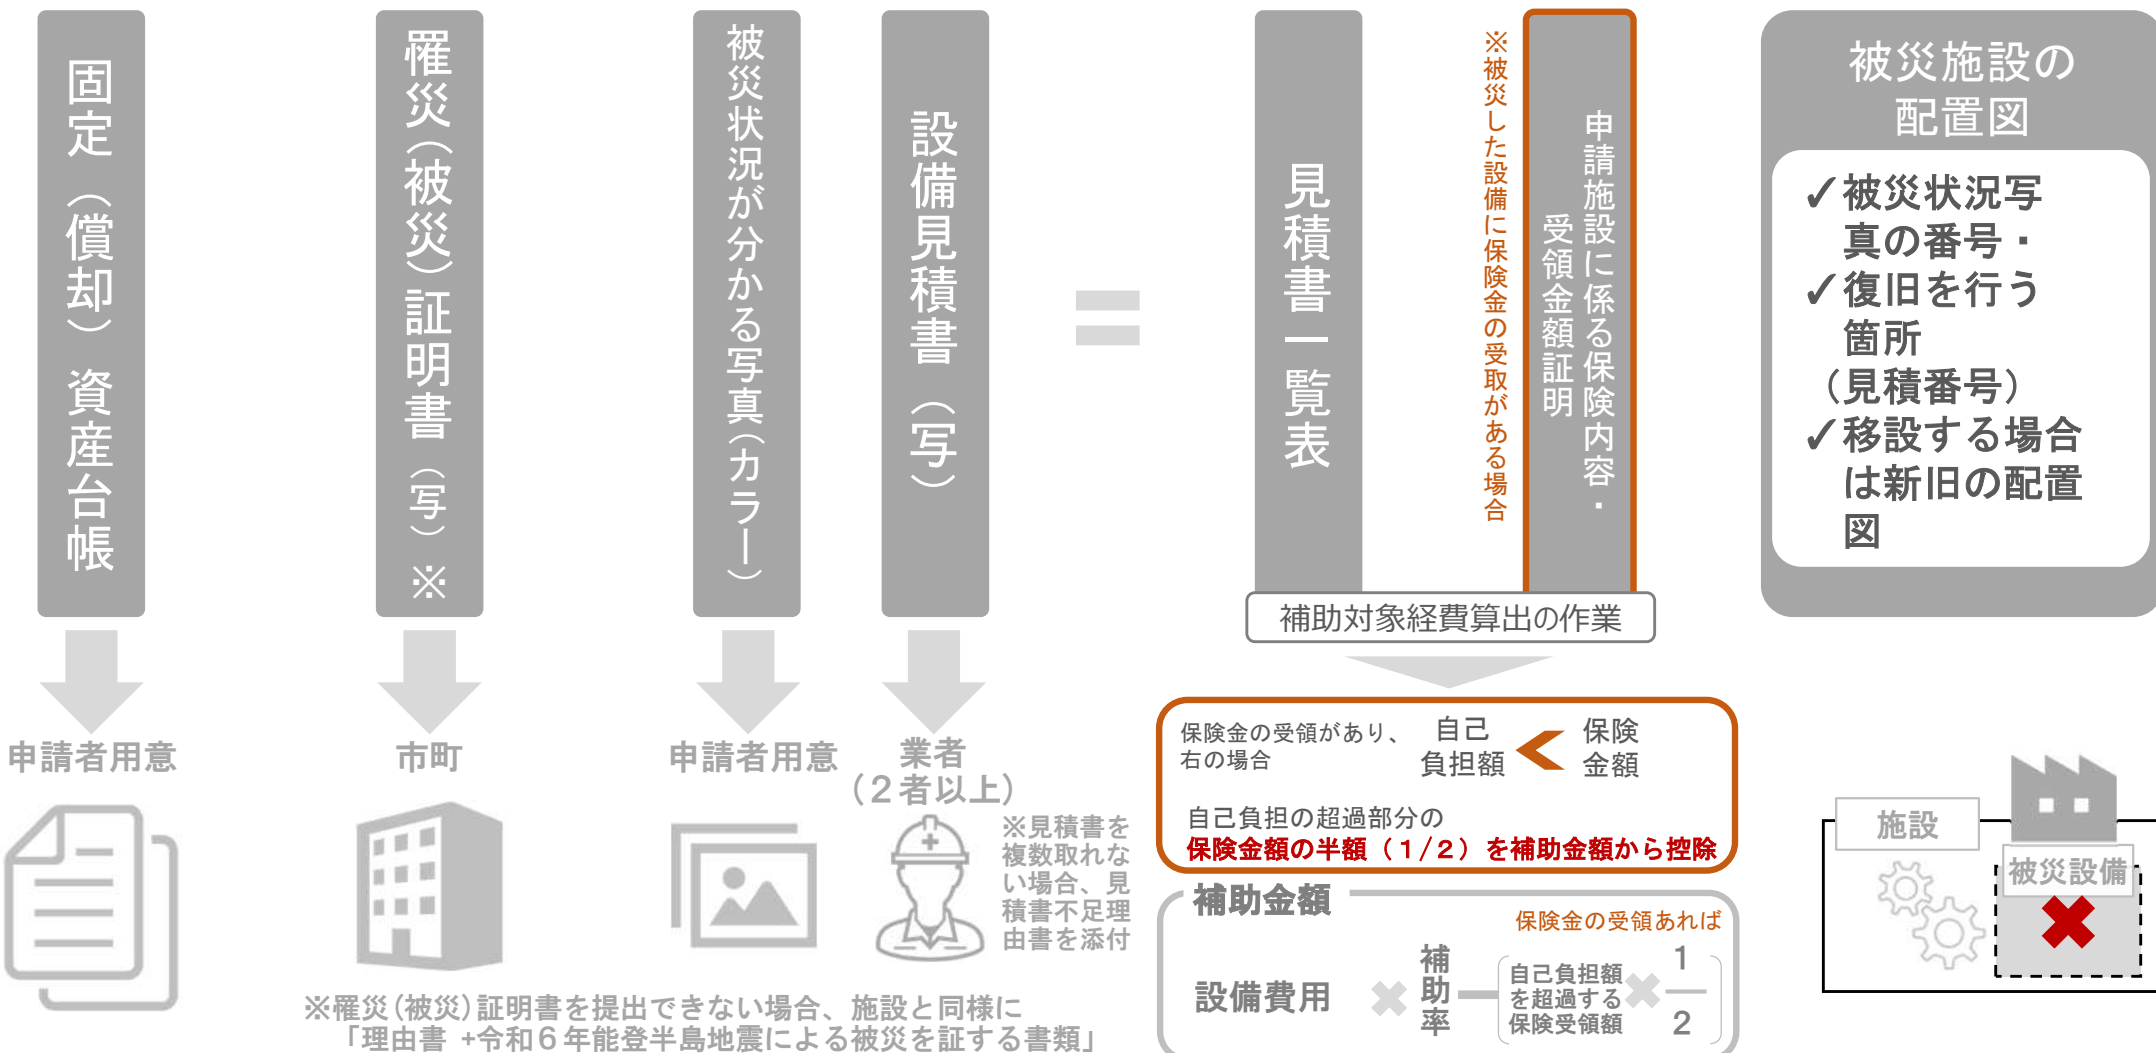 固定（償却）資産台帳
申請者用意
罹災（被災）証明書（写）※
市町
被災状況が分かる写真（カラー）
申請者用意
設備見積書（写）
業者
（２者以上）
※見積書を
複数取れな
い場合、見
積書不足理
由書を添付
※罹災(被災)証明書を提出できない場合、施設と同様に
「理由書 +令和６年能登半島地震による被災を証する書類」
＝
見積書一覧表
※被災した設備に保険金の受取がある場合
申請施設に係る保険内容・
受領金額証明
補助対象経費算出の作業
保険金の受領があり、
右の場合
自己
負担額
＜
保険
金額
自己負担の超過部分の
保険金額の半額（１/２）を補助金額から控除
補助金額
保険金の受領あれば
設備費用
×
補助率
－
自己負担額
を超過する
保険受領額
×
1
2
被災施設の
配置図
✓被災状況写
真の番号・
✓復旧を行う
箇所
（見積番号）
✓移設する場合
は新旧の配置
図
施設
被災設備